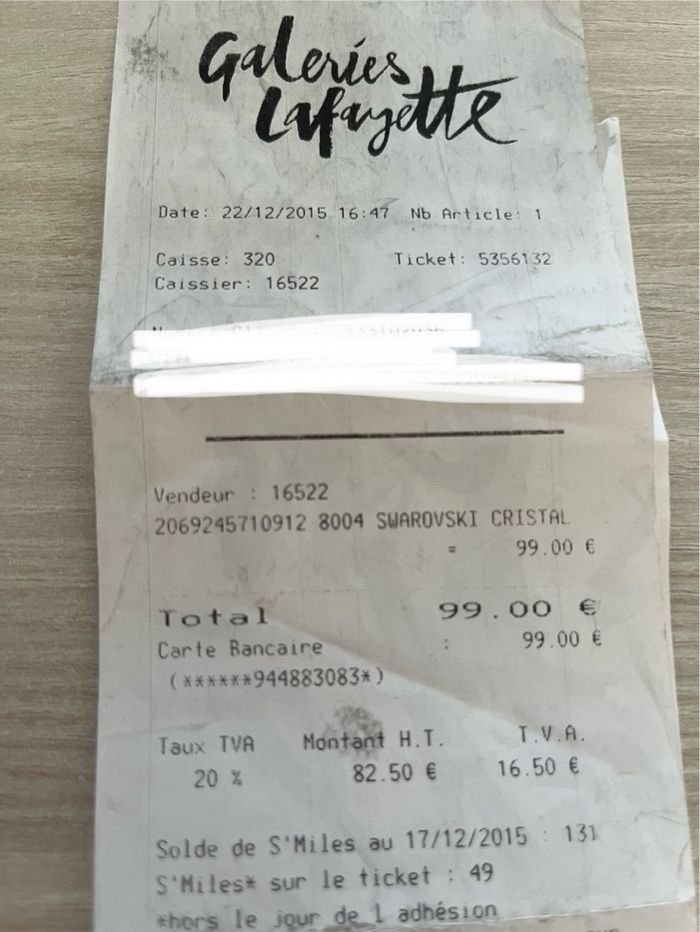 Galeries
Lafayette
Date: 22/12/2015 16:47 Nb Article: 1
Caisse: 320 Ticket: 5356132
Caissier: 16522
Vendeur : 16522
2069245710912 8004 SWAROVSKI CRISTAL
= 99.00 €
Total 99.00 €
Carte Bancaire : 99.00 €
(******944883083*)
Taux TVA Montant H.T. T.V.A.
20 % 82.50 € 16.50 €
Solde de S'Miles au 17/12/2015 : 131
S'Miles* sur le ticket : 49
*hors le jour de l adhésion